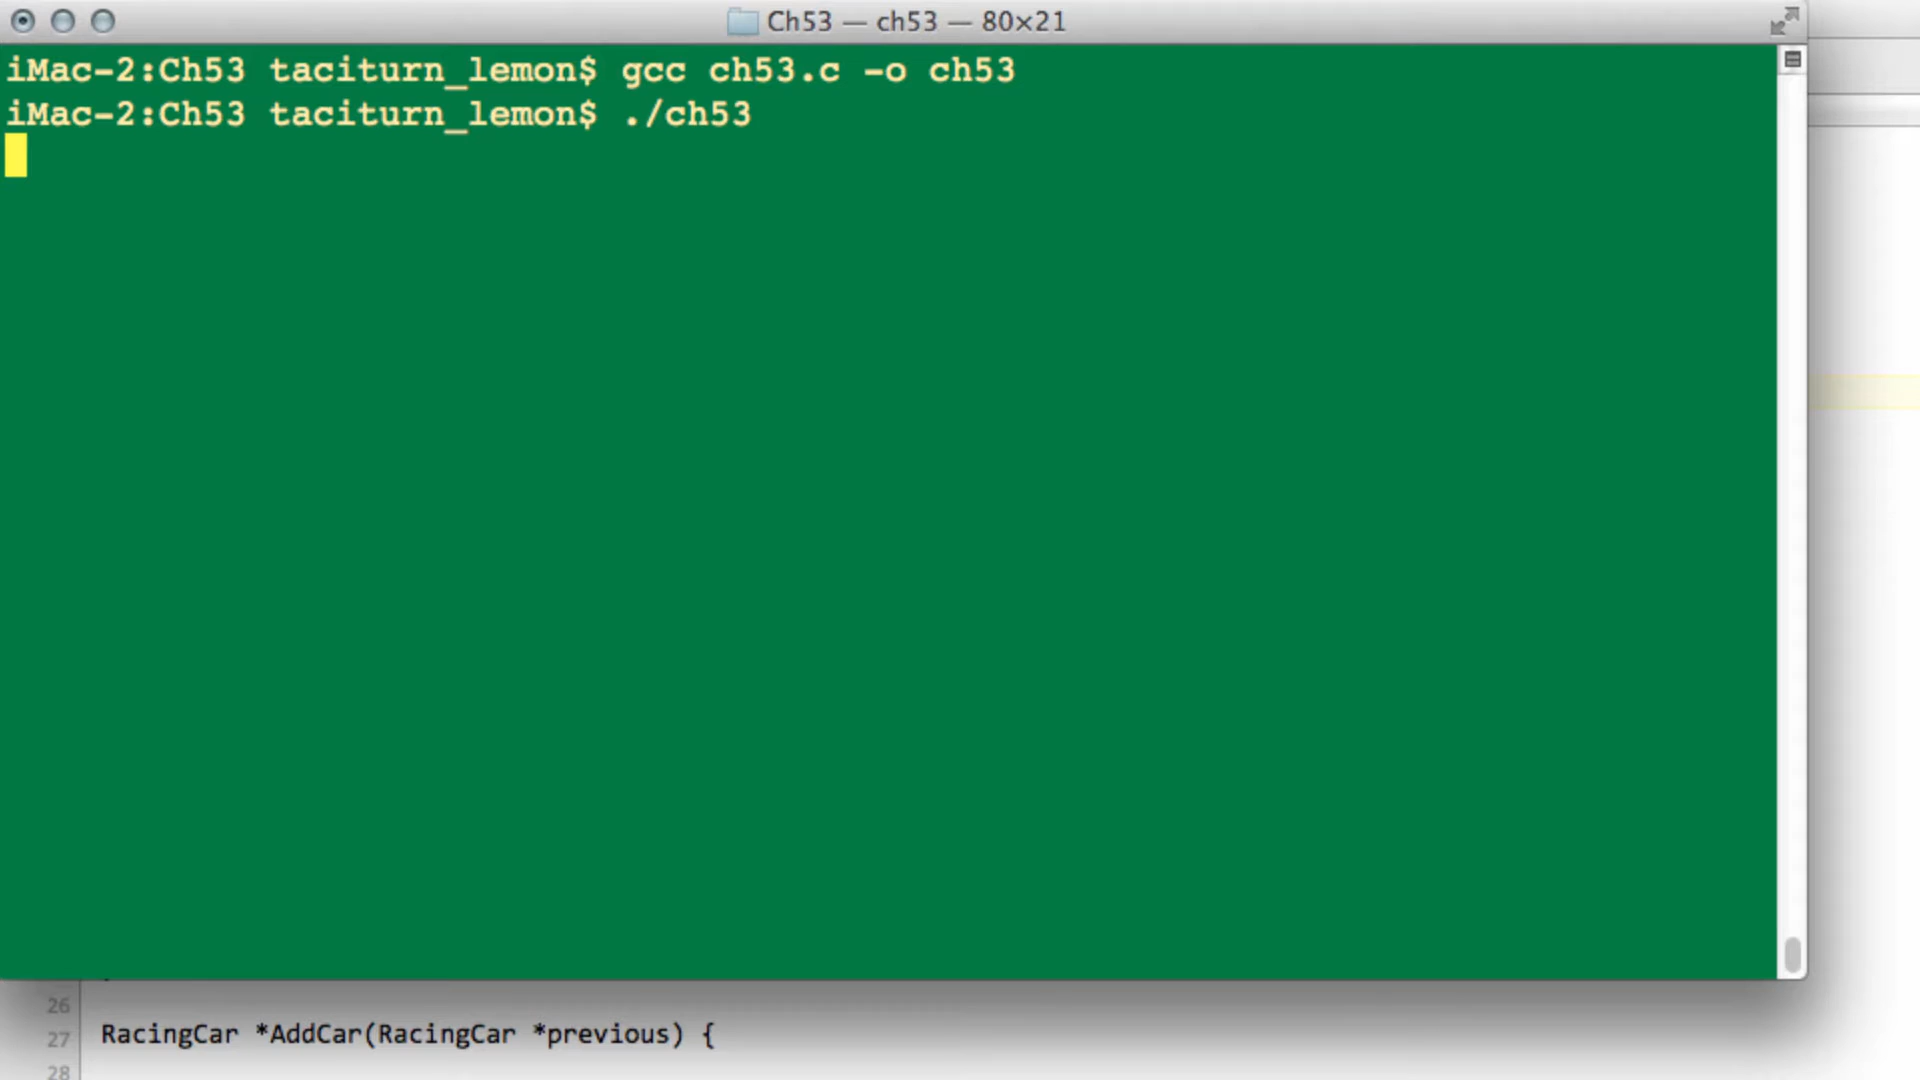 Ch53 — ch53 — 80×21
iMac-2:Ch53 taciturn_lemon$ gcc ch53.c -o ch53
iMac-2:Ch53 taciturn_lemon$ ./ch53
26
27 RacingCar *AddCar(RacingCar *previous) {
28